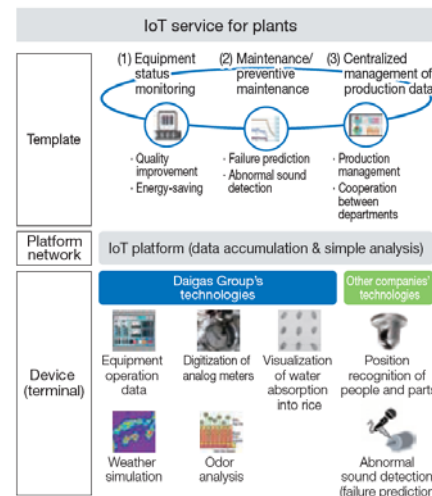 IoT service for plants
Template
(1) Equipment
status
monitoring
(2) Maintenance/
preventive
maintenance
(3) Centralized
management of
production data
· Quality
improvement
· Energy-saving
· Failure prediction
· Abnormal sound
detection
· Production
management
· Cooperation
between
departments
Platform
network
IoT platform (data accumulation & simple analysis)
Device
(terminal)
Daigas Group's
technologies
Other companies'
technologies
Equipment
operation
data
Digitization of
analog meters
Visualization
of water
absorption
into rice
Position
recognition of
people and parts
Weather
simulation
Odor
analysis
Abnormal
sound detection
(failure prediction